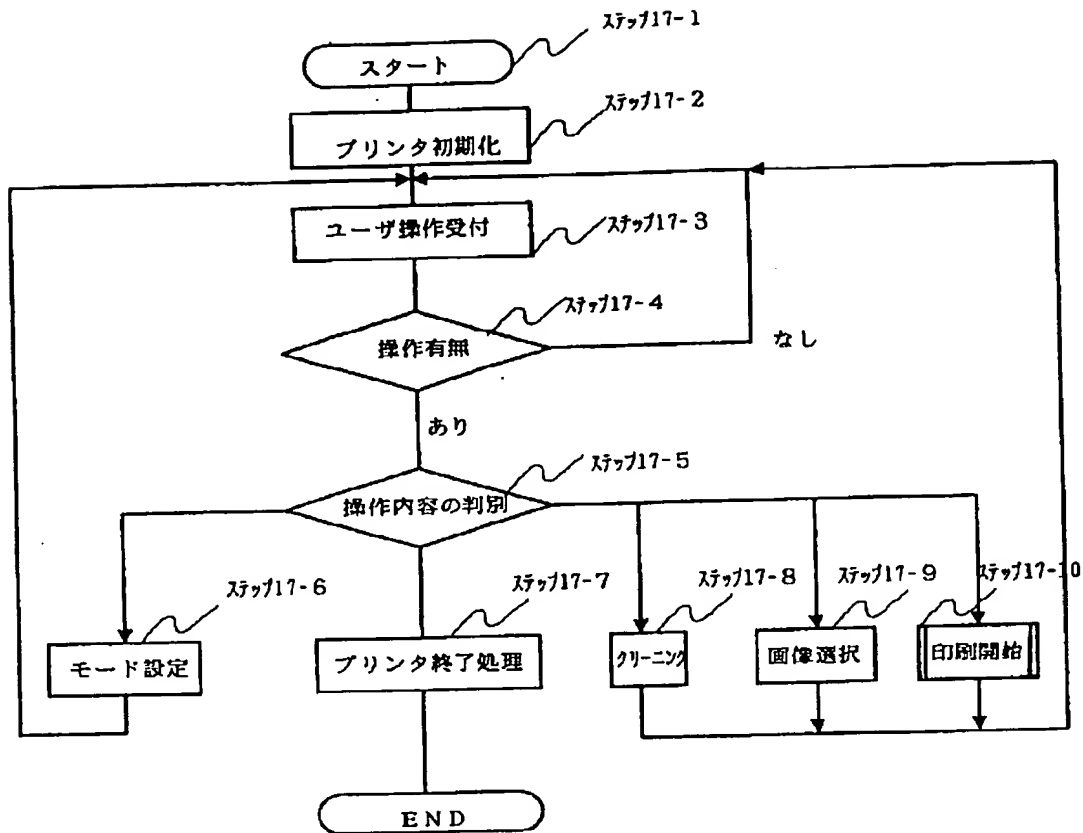 ステップ17-1
スタート
ステップ17-2
プリンタ初期化
ユーザ操作受付
ステップ17-3
ステップ17-4
操作有無
なし
あり
ステップ17-5
操作内容の判別
ステップ17-6
ステップ17-7
ステップ17-8
ステップ17-9
ステップ17-10
モード設定
プリンタ終了処理
クリーニング
画像選択
印刷開始
END